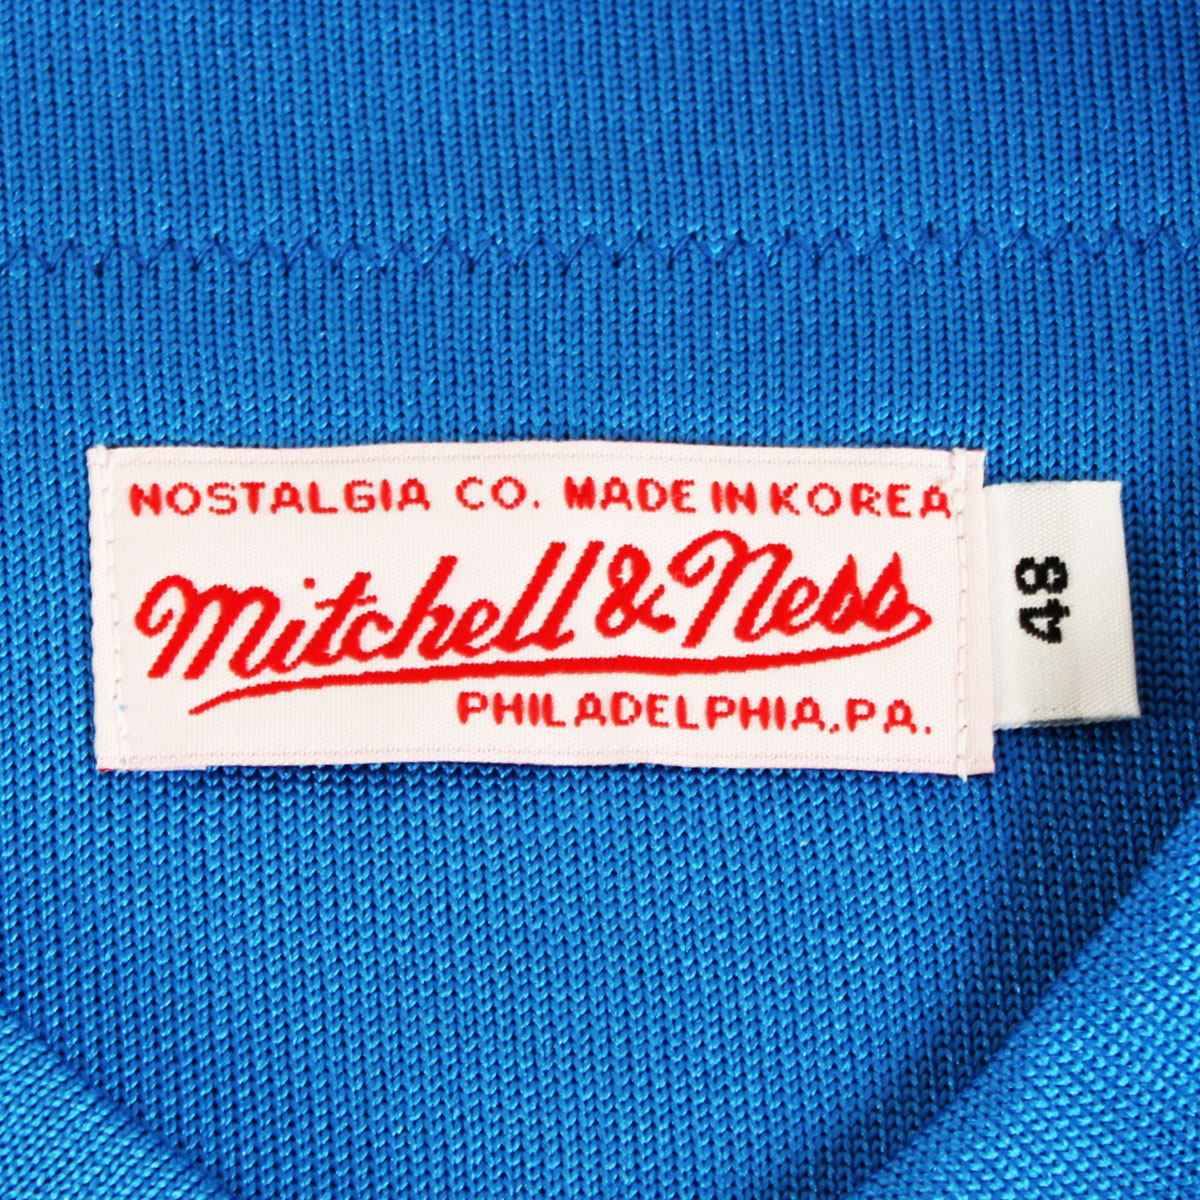 NOSTALGIA CO. MADE IN KOREA
Mitchell & Ness
PHILADELPHIA, PA.
48